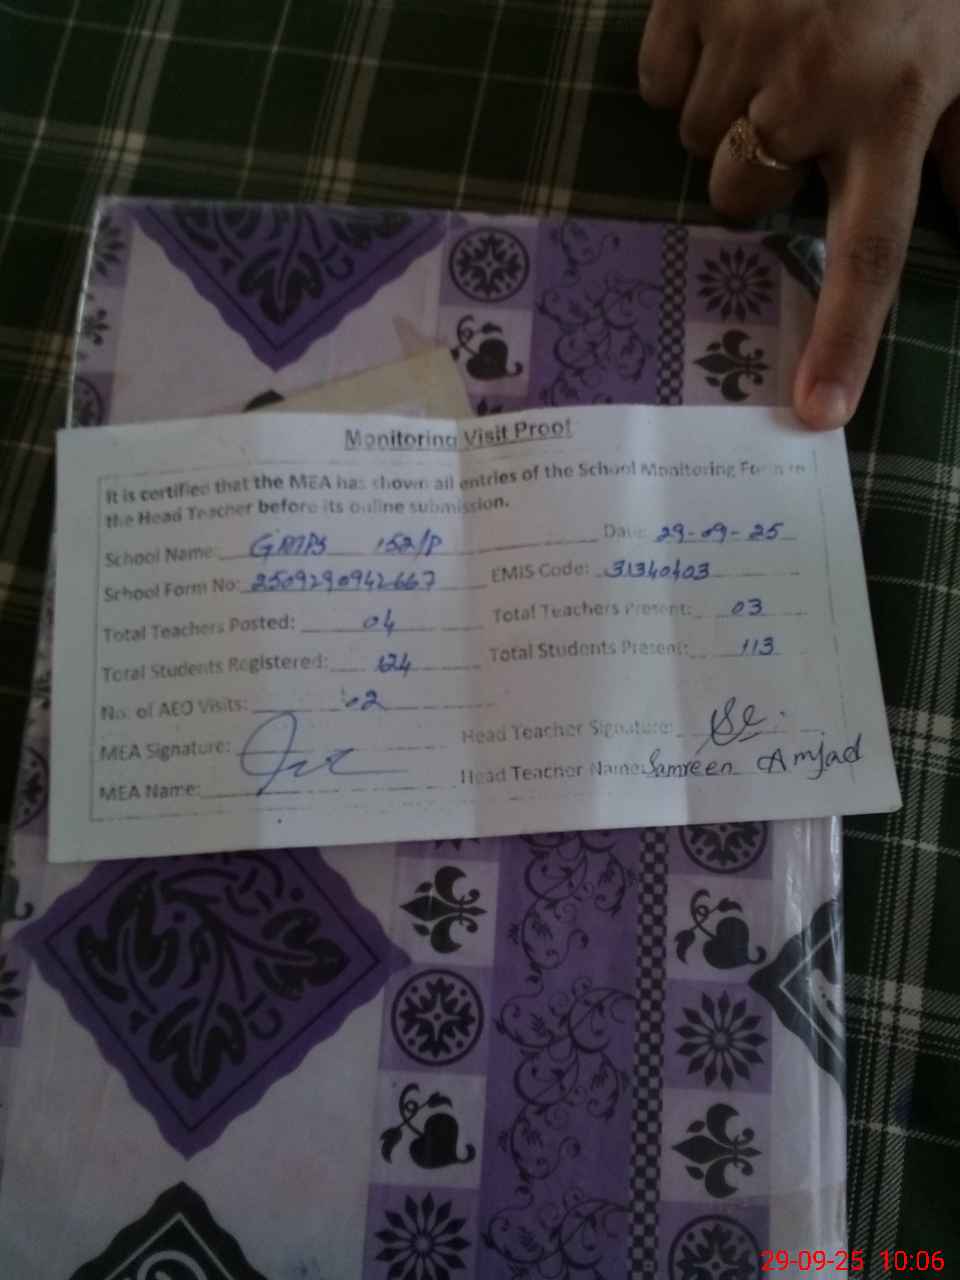 Monitoring Visit Proof
It is certified that the MEA has shown all entries of the School Monitoring Form to
the Head Teacher before its online submission.
School Name: 152/P Date: 29-09-25
School Form No: 2509290942667 EMIS Code: 31340403
Total Teachers Posted: 04 Total Teachers Present: 03
Total Students Registered: 124 Total Students Present: 113
No. of AEO Visits: 02
MEA Signature: Head Teacher Signature:
MEA Name: Head Teacher Name: Samreen Amjad
29-09-25 10:06